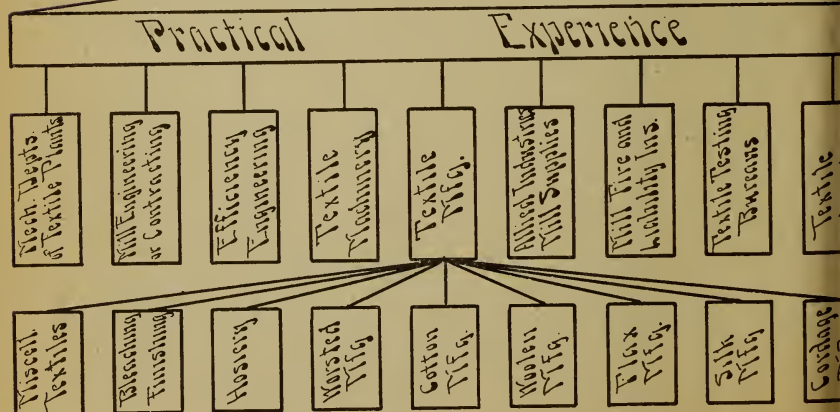 Practical Experience
Mech. Depts.
of Textile Plants
Mill Engineering
or Contracting
Efficiency
Engineering
Textile
Machinery
Textile
Mfg.
Allied Industries
Mill Supplies
Mill Fire and
Liability Ins.
Textile Testing
Bureaus
Textile
Miscell.
Textiles
Bleaching
Finishing
Hosiery
Worsted
Mfg
Cotton
Mfg.
Woolen
Mfg.
Flax
Mfg.
Silk
Mfg
Cordage